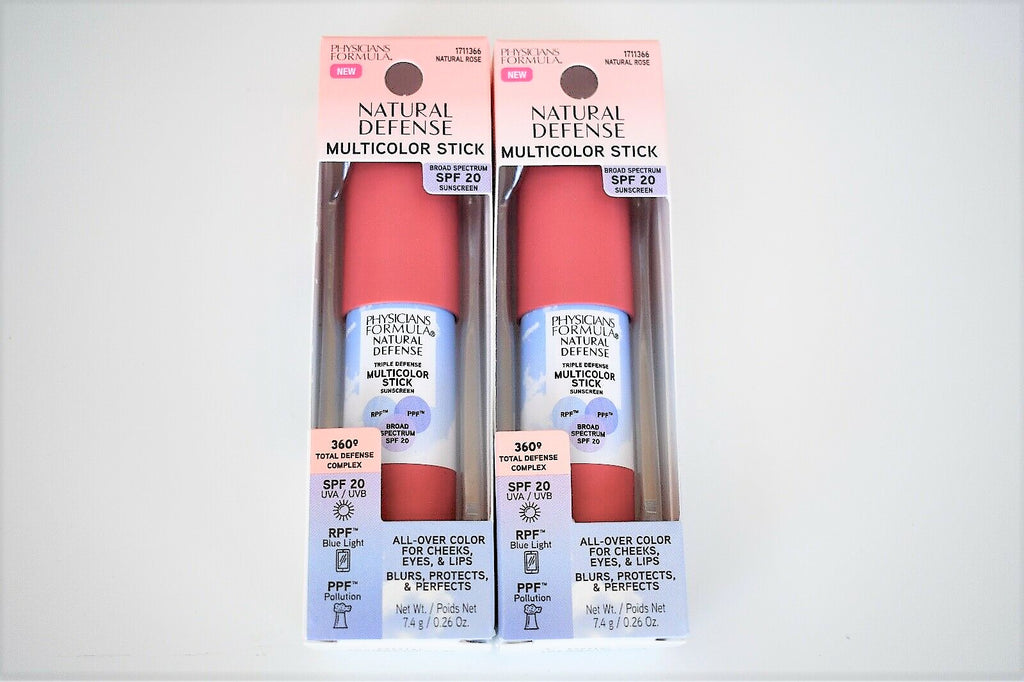 PHYSICIANS
FORMULA®
1711366
NATURAL ROSE
NEW
NATURAL
DEFENSE
MULTICOLOR STICK
BROAD SPECTRUM
SPF 20
SUNSCREEN
PHYSICIANS
FORMULA®
NATURAL
DEFENSE
TRIPLE DEFENSE
MULTICOLOR
STICK
SUNSCREEN
RPF™ PPF™
BROAD
SPECTRUM
SPF 20
360º
TOTAL DEFENSE
COMPLEX
SPF 20
UVA / UVB
RPF™
Blue Light
PPF™
Pollution
ALL-OVER COLOR
FOR CHEEKS,
EYES, & LIPS
BLURS, PROTECTS,
& PERFECTS
Net Wt. / Poids Net
7.4 g / 0.26 Oz.
PHYSICIANS
FORMULA®
1711366
NATURAL ROSE
NEW
NATURAL
DEFENSE
MULTICOLOR STICK
BROAD SPECTRUM
SPF 20
SUNSCREEN
PHYSICIANS
FORMULA®
NATURAL
DEFENSE
TRIPLE DEFENSE
MULTICOLOR
STICK
SUNSCREEN
RPF™ PPF™
BROAD
SPECTRUM
SPF 20
360º
TOTAL DEFENSE
COMPLEX
SPF 20
UVA / UVB
RPF™
Blue Light
PPF™
Pollution
ALL-OVER COLOR
FOR CHEEKS,
EYES, & LIPS
BLURS, PROTECTS,
& PERFECTS
Net Wt. / Poids Net
7.4 g / 0.26 Oz.